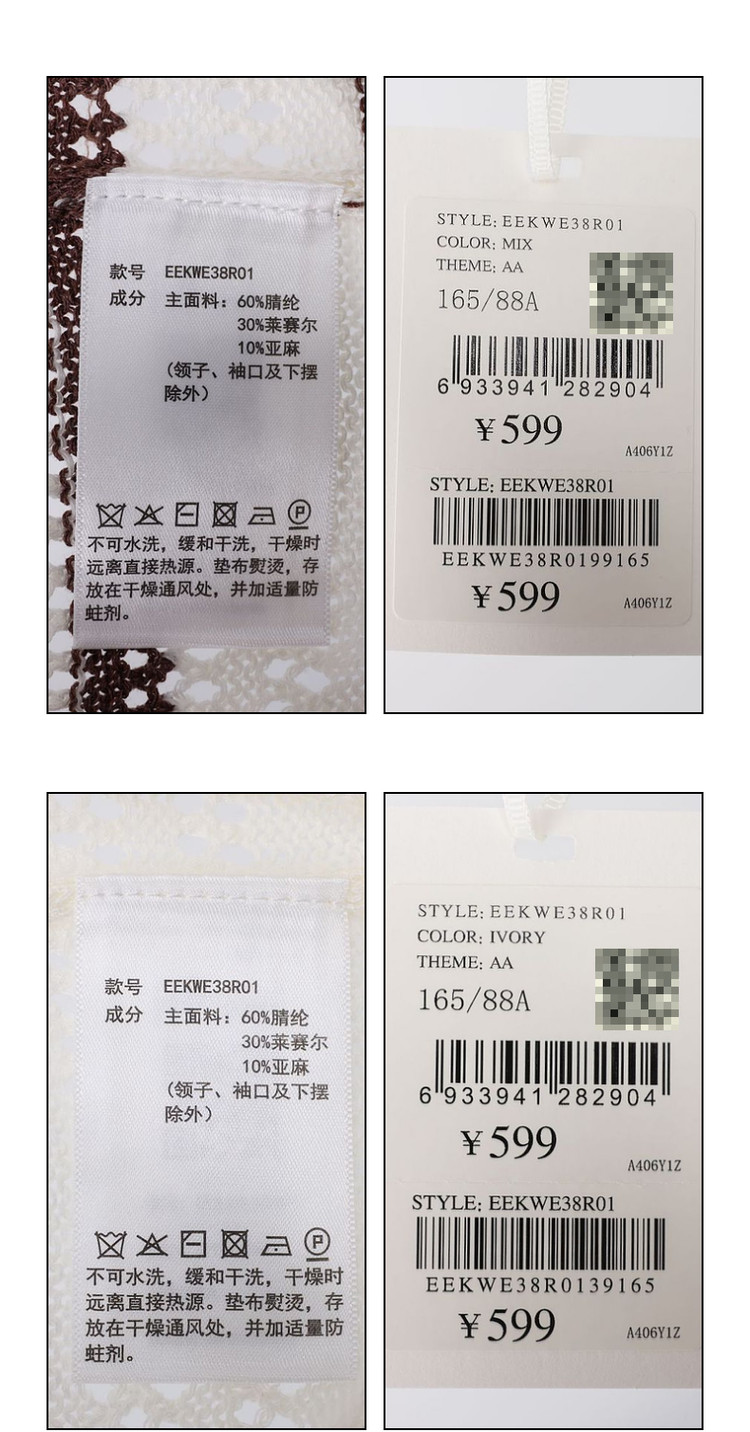 款号 EEKWE38R01
成分 主面料：60%腈纶
30%莱赛尔
10%亚麻
(领子、袖口及下摆
除外)
P
不可水洗，缓和干洗，干燥时
远离直接热源。垫布熨烫，存
放在干燥通风处，并加适量防
蛀剂。
STYLE: EEKWE38R01
COLOR: MIX
THEME: AA
165/88A
6 933941 282904
¥599
A406Y1Z
STYLE: EEKWE38R01
EEKWE38R0199165
¥599
A406Y1Z
款号 EEKWE38R01
成分 主面料：60%腈纶
30%莱赛尔
10%亚麻
(领子、袖口及下摆
除外)
P
不可水洗，缓和干洗，干燥时
远离直接热源。垫布熨烫，存
放在干燥通风处，并加适量防
蛀剂。
STYLE: EEKWE38R01
COLOR: IVORY
THEME: AA
165/88A
6 933941 282904
¥599
A406Y1Z
STYLE: EEKWE38R01
EEKWE38R0139165
¥599
A406Y1Z